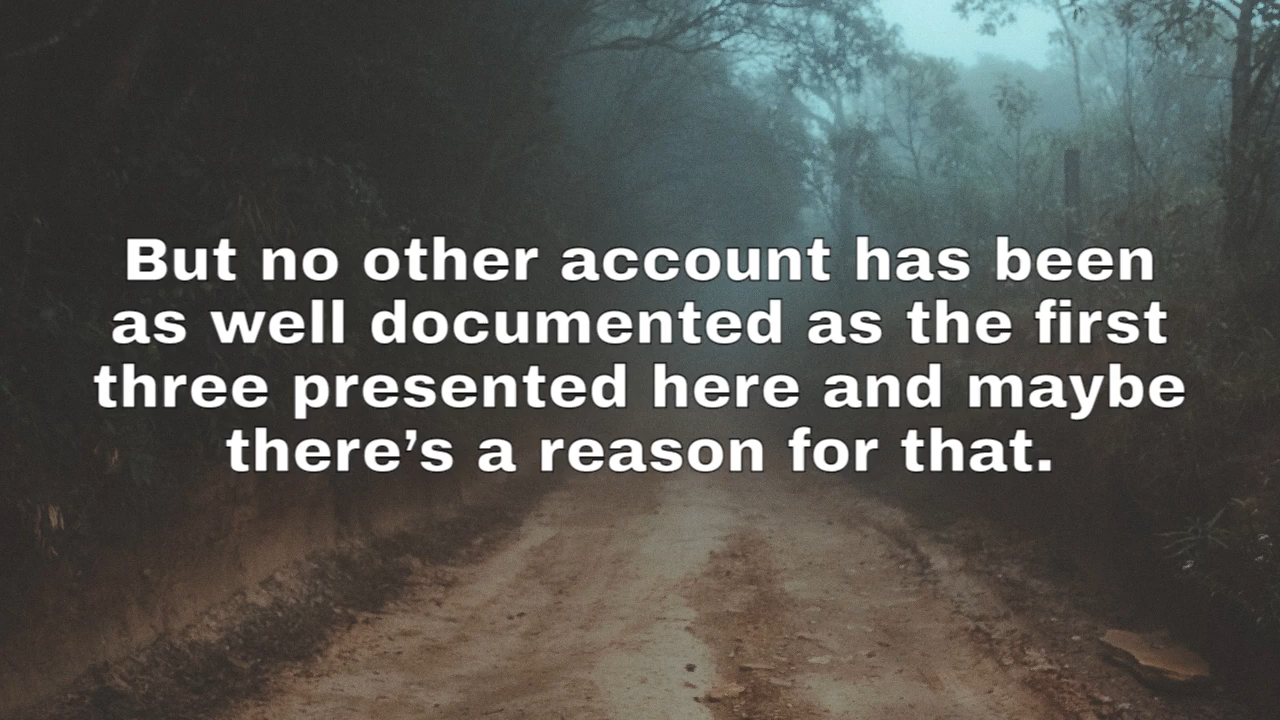 But no other account has been
as well documented as the first
three presented here and maybe
there’s a reason for that.